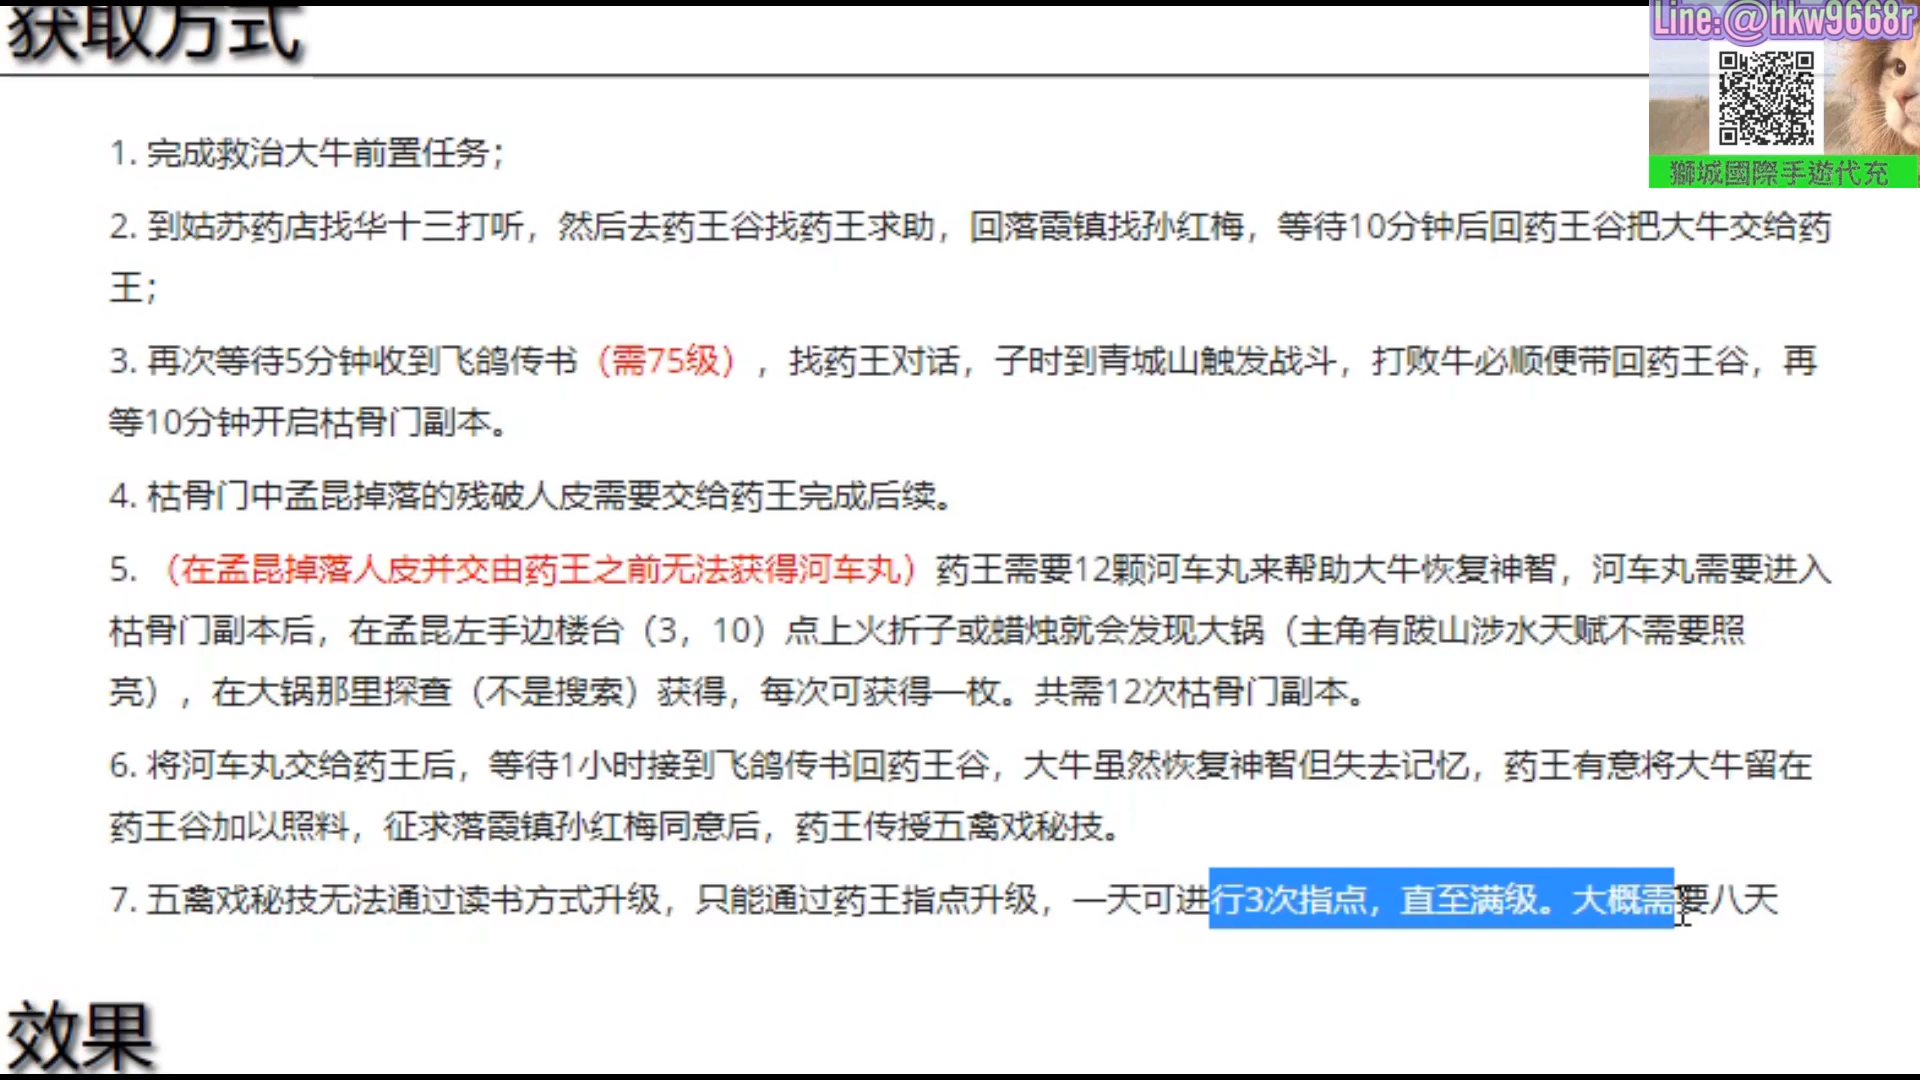 获取方式
Line:@hkw9668r
獅城國際手遊代充
1. 完成救治大牛前置任务；
2. 到姑苏药店找华十三打听，然后去药王谷找药王求助，回落霞镇找孙红梅，等待10分钟后回药王谷把大牛交给药
王；
3. 再次等待5分钟收到飞鸽传书（需75级），找药王对话，子时到青城山触发战斗，打败牛必顺便带回药王谷，再
等10分钟开启枯骨门副本。
4. 枯骨门中孟昆掉落的残破人皮需要交给药王完成后续。
5. （在孟昆掉落人皮并交由药王之前无法获得河车丸）药王需要12颗河车丸来帮助大牛恢复神智，河车丸需要进入
枯骨门副本后，在孟昆左手边楼台（3，10）点上火折子或蜡烛就会发现大锅（主角有跋山涉水天赋不需要照
亮），在大锅那里探查（不是搜索）获得，每次可获得一枚。共需12次枯骨门副本。
6. 将河车丸交给药王后，等待1小时接到飞鸽传书回药王谷，大牛虽然恢复神智但失去记忆，药王有意将大牛留在
药王谷加以照料，征求落霞镇孙红梅同意后，药王传授五禽戏秘技。
7. 五禽戏秘技无法通过读书方式升级，只能通过药王指点升级，一天可进行3次指点，直至满级。大概需要八天
效果